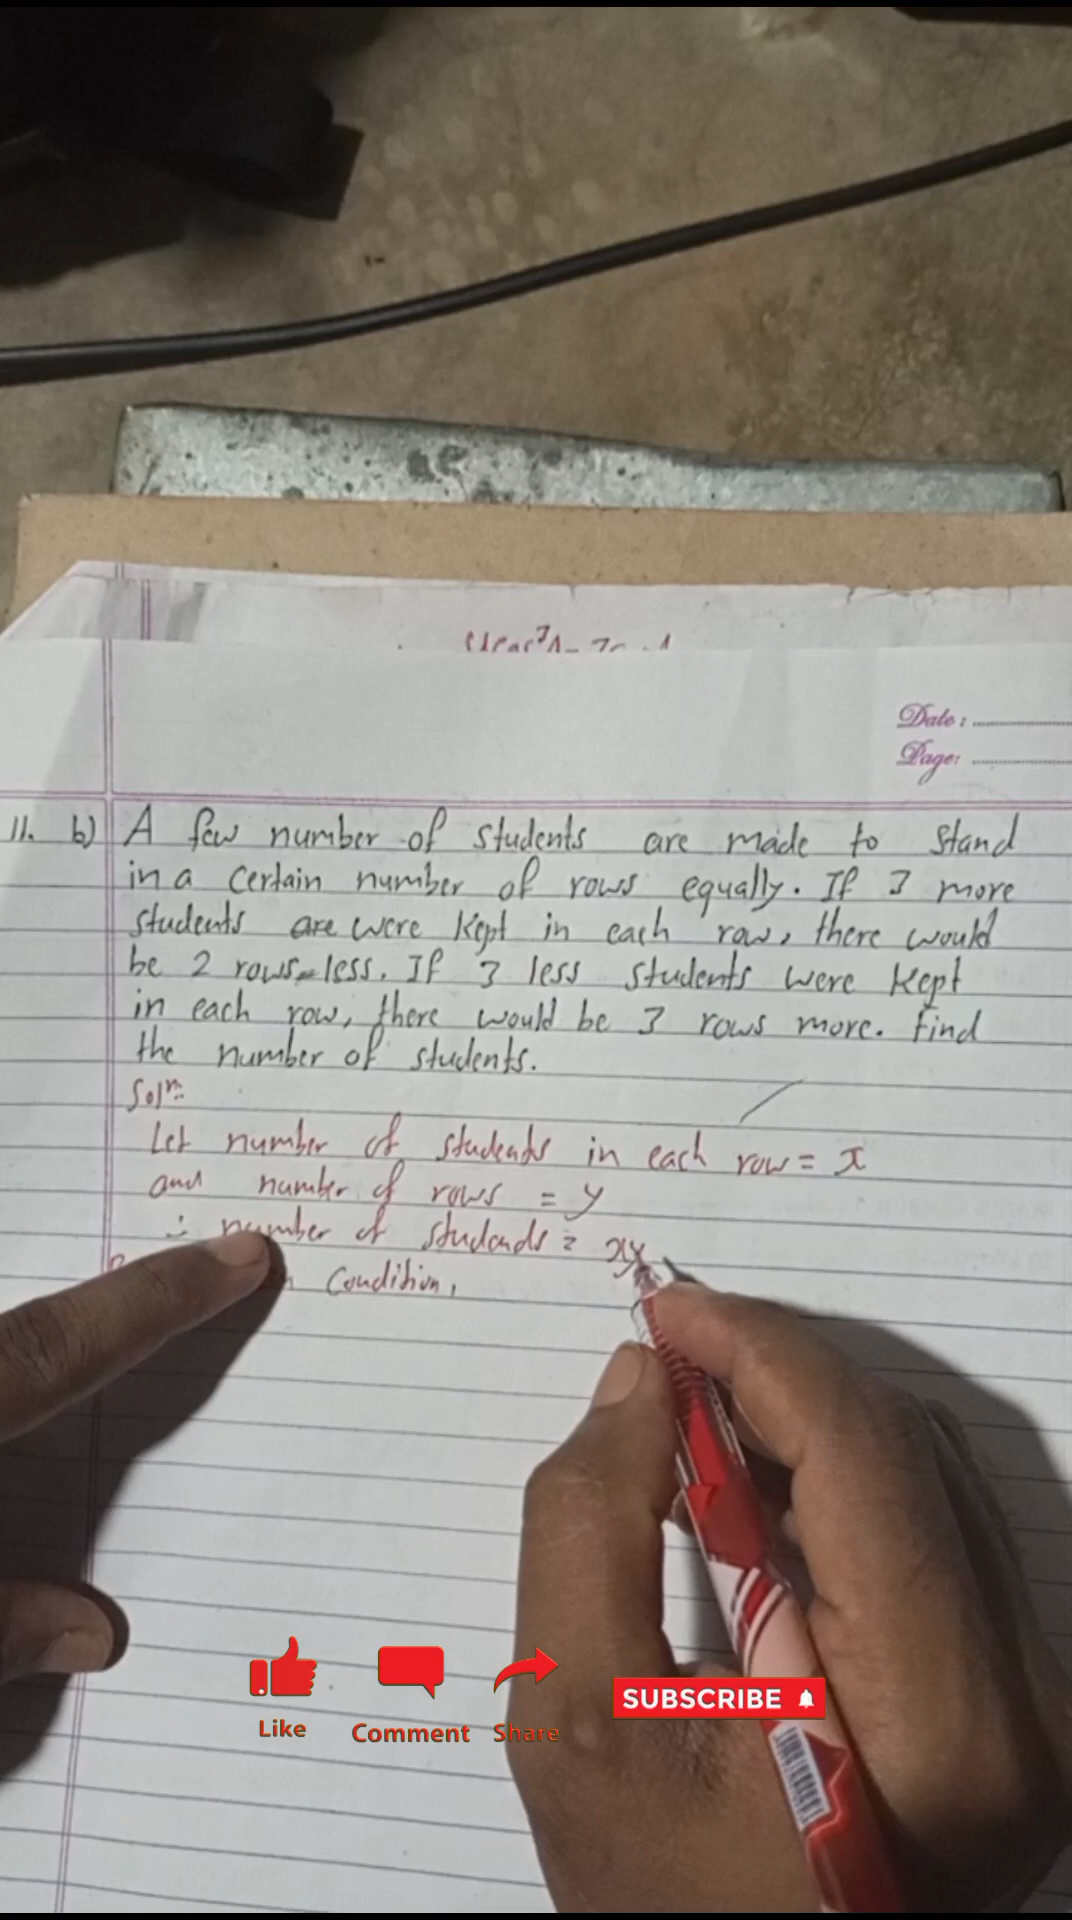 Date:
Page:
11. b) A few number of students are made to stand
in a certain number of rows equally. If 3 more
students are were kept in each row, there would
be 2 rows less. If 3 less students were kept
in each row, there would be 3 rows more. Find
the number of students.
Soln:
Let number of students in each row = x
and number of rows = y
∴ number of students = xy
condition,
Like
Comment
Share
SUBSCRIBE